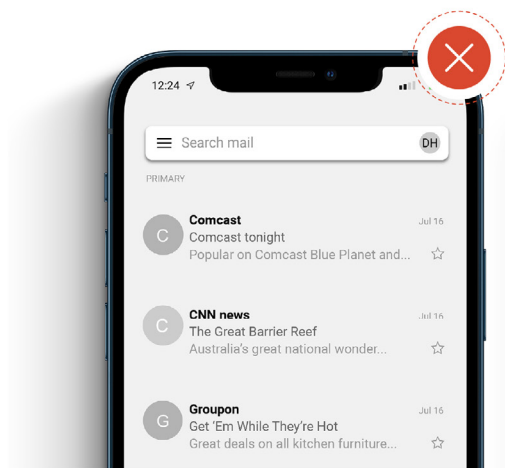 12:24
Search mail
DH
PRIMARY
C
Comcast
Jul 16
Comcast tonight
Popular on Comcast Blue Planet and...
C
CNN news
Jul 16
The Great Barrier Reef
Australia's great national wonder...
G
Groupon
Jul 16
Get 'Em While They're Hot
Great deals on all kitchen furniture...